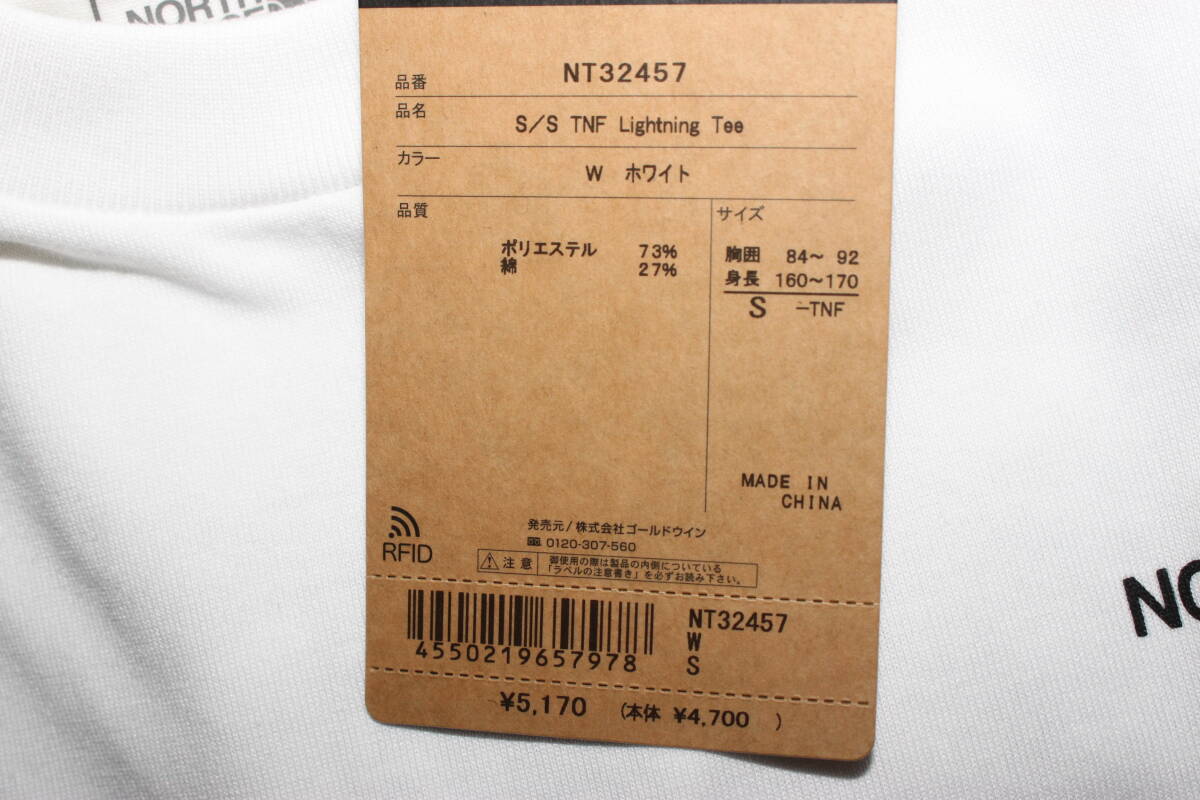 NORTH
品番 NT32457
品名 S/S TNF Lightning Tee
カラー W ホワイト
品質
ポリエステル 73%
綿 27%
サイズ
胸囲 84〜 92
身長 160〜170
S -TNF
MADE IN
CHINA
RFID
発売元/株式会社ゴールドウイン
0120-307-560
注意
御使用の際は製品の内側についている
「ラベルの注意書き」を必ずお読み下さい。
4550219657978
NT32457
W
S
¥5,170 (本体 ¥4,700 )
NO